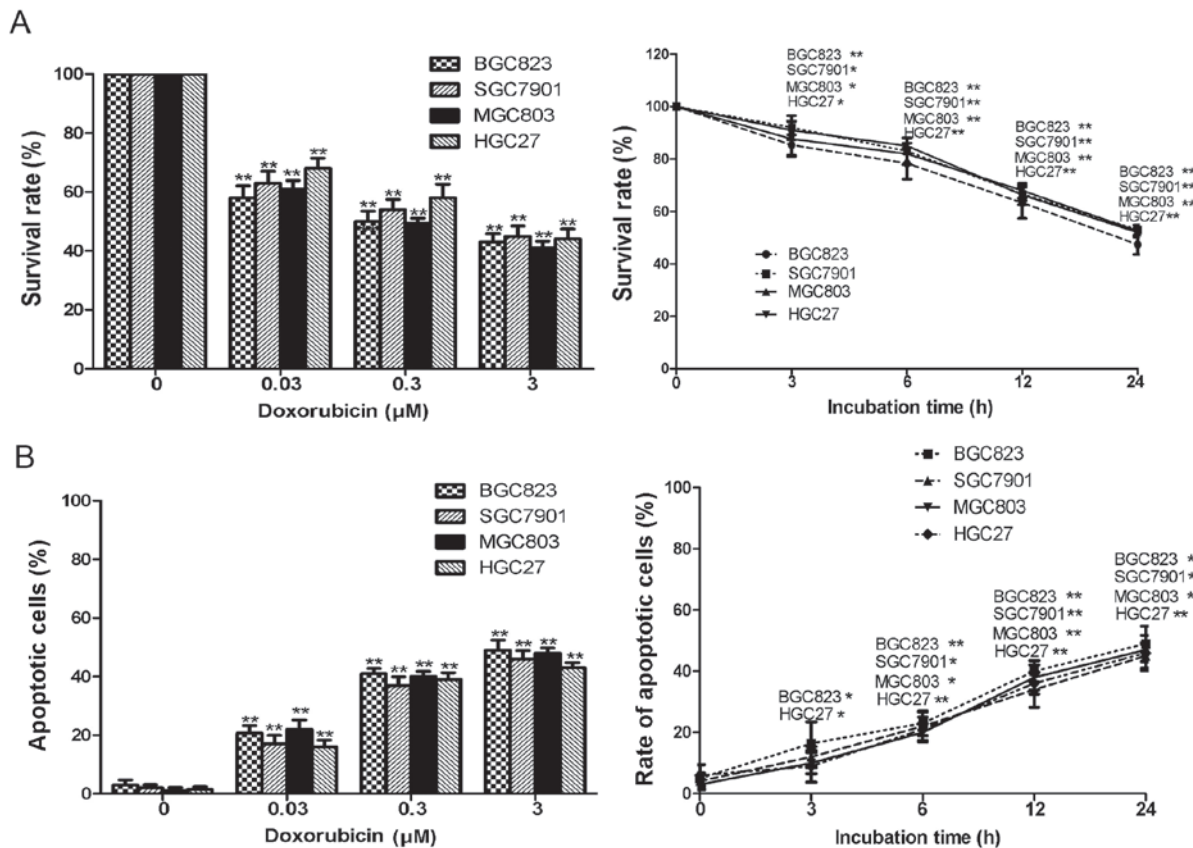 A
Survival rate (%)
100
80
60
40
20
0
BGC823
SGC7901
MGC803
HGC27
** ** ** **
** ** ** **
** ** ** **
0 0.03 0.3 3
Doxorubicin (μM)
Survival rate (%)
120
100
80
60
40
20
0
BGC823 **
SGC7901 *
MGC803 *
HGC27 *
BGC823 **
SGC7901 **
MGC803 **
HGC27 **
BGC823 **
SGC7901 **
MGC803 **
HGC27 **
BGC823 **
SGC7901 **
MGC803 **
HGC27 **
BGC823
SGC7901
MGC803
HGC27
0 3 6 12 24
Incubation time (h)
B
Apoptotic cells (%)
100
80
60
40
20
0
BGC823
SGC7901
MGC803
HGC27
** ** ** **
** ** ** **
** ** ** **
0 0.03 0.3 3
Doxorubicin (μM)
Rate of apoptotic cells (%)
100
80
60
40
20
0
BGC823
SGC7901
MGC803
HGC27
BGC823 *
HGC27 *
BGC823 **
SGC7901 *
MGC803 *
HGC27 **
BGC823 **
SGC7901 **
MGC803 **
HGC27 **
BGC823 *
SGC7901 *
MGC803 *
HGC27 **
0 3 6 12 24
Incubation time (h)